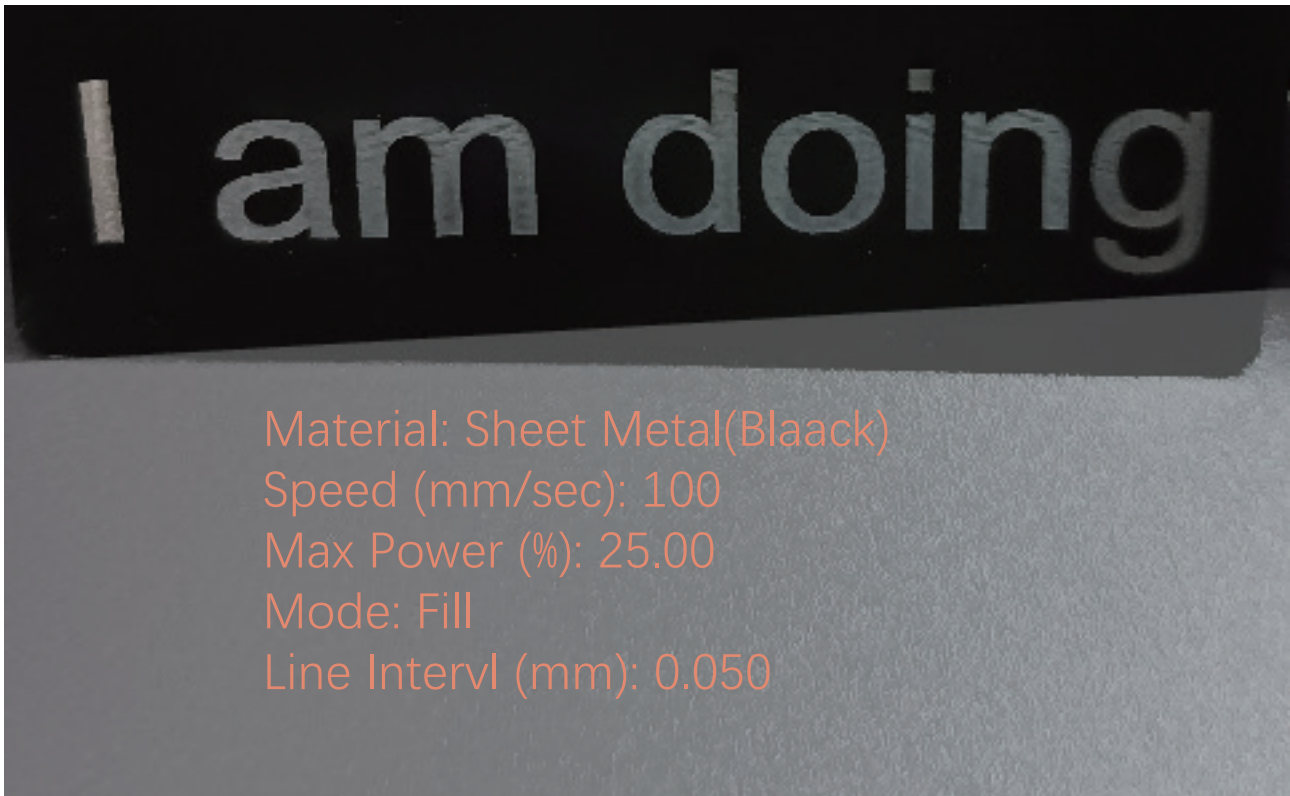 I am doing
Material: Sheet Metal(Blaack)
Speed (mm/sec): 100
Max Power (%): 25.00
Mode: Fill
Line Intervl (mm): 0.050